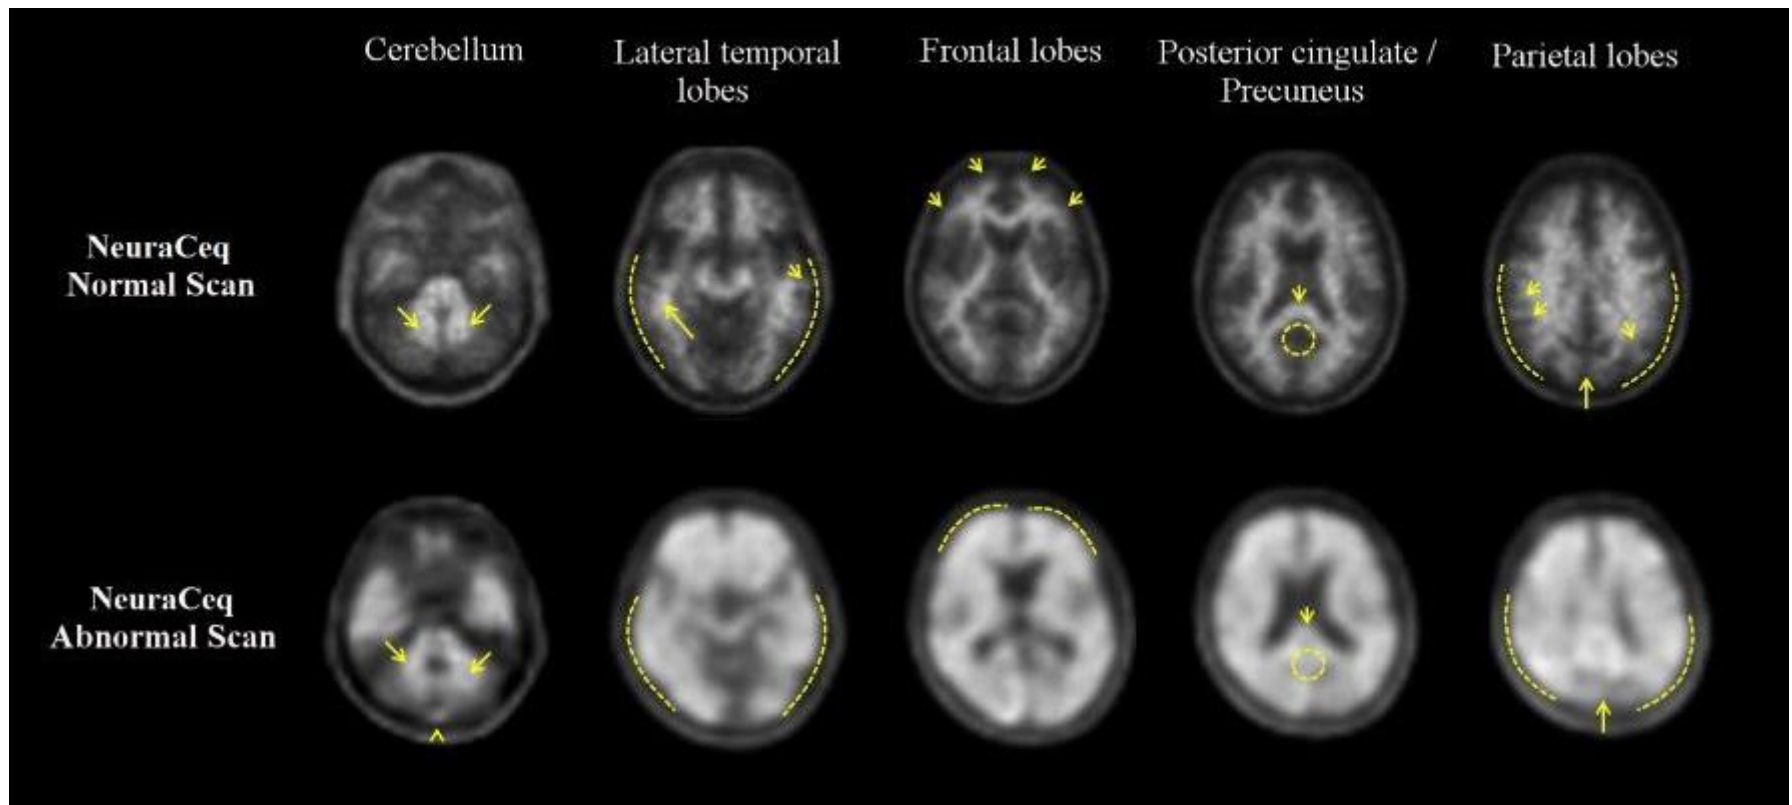 Cerebellum
Lateral temporal
lobes
Frontal lobes
Posterior cingulate /
Precuneus
Parietal lobes
NeuraCeq
Normal Scan
NeuraCeq
Abnormal Scan